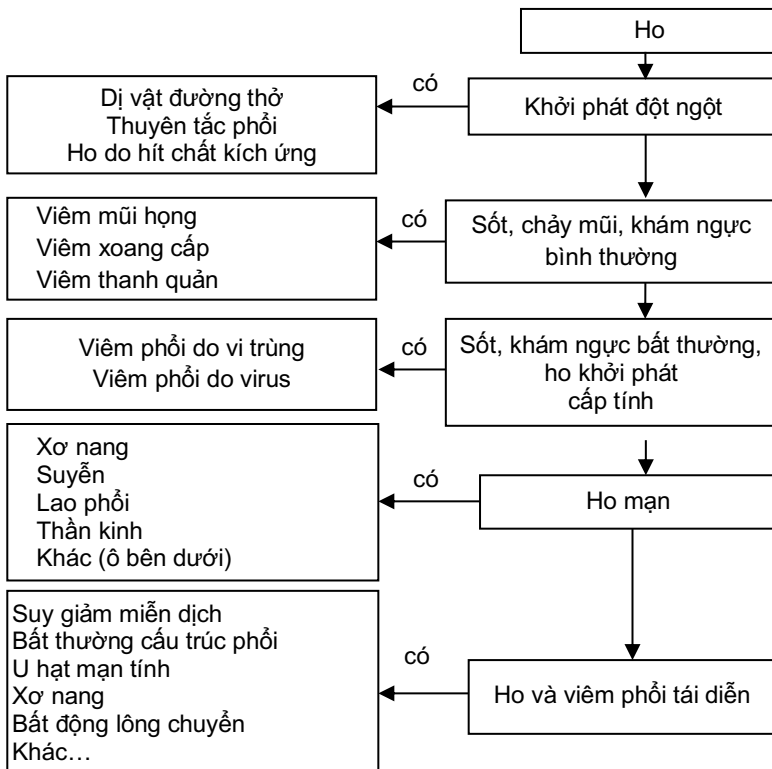 Ho
có
Khởi phát đột ngột
Dị vật đường thở
Thuyên tắc phổi
Ho do hít chất kích ứng
có
Sốt, chảy mũi, khám ngực
bình thường
Viêm mũi họng
Viêm xoang cấp
Viêm thanh quản
có
Sốt, khám ngực bất thường,
ho khởi phát
cấp tính
Viêm phổi do vi trùng
Viêm phổi do virus
có
Ho mạn
Xơ nang
Suyễn
Lao phổi
Thần kinh
Khác (ô bên dưới)
có
Ho và viêm phổi tái diễn
Suy giảm miễn dịch
Bất thường cấu trúc phổi
U hạt mạn tính
Xơ nang
Bất động lông chuyển
Khác…